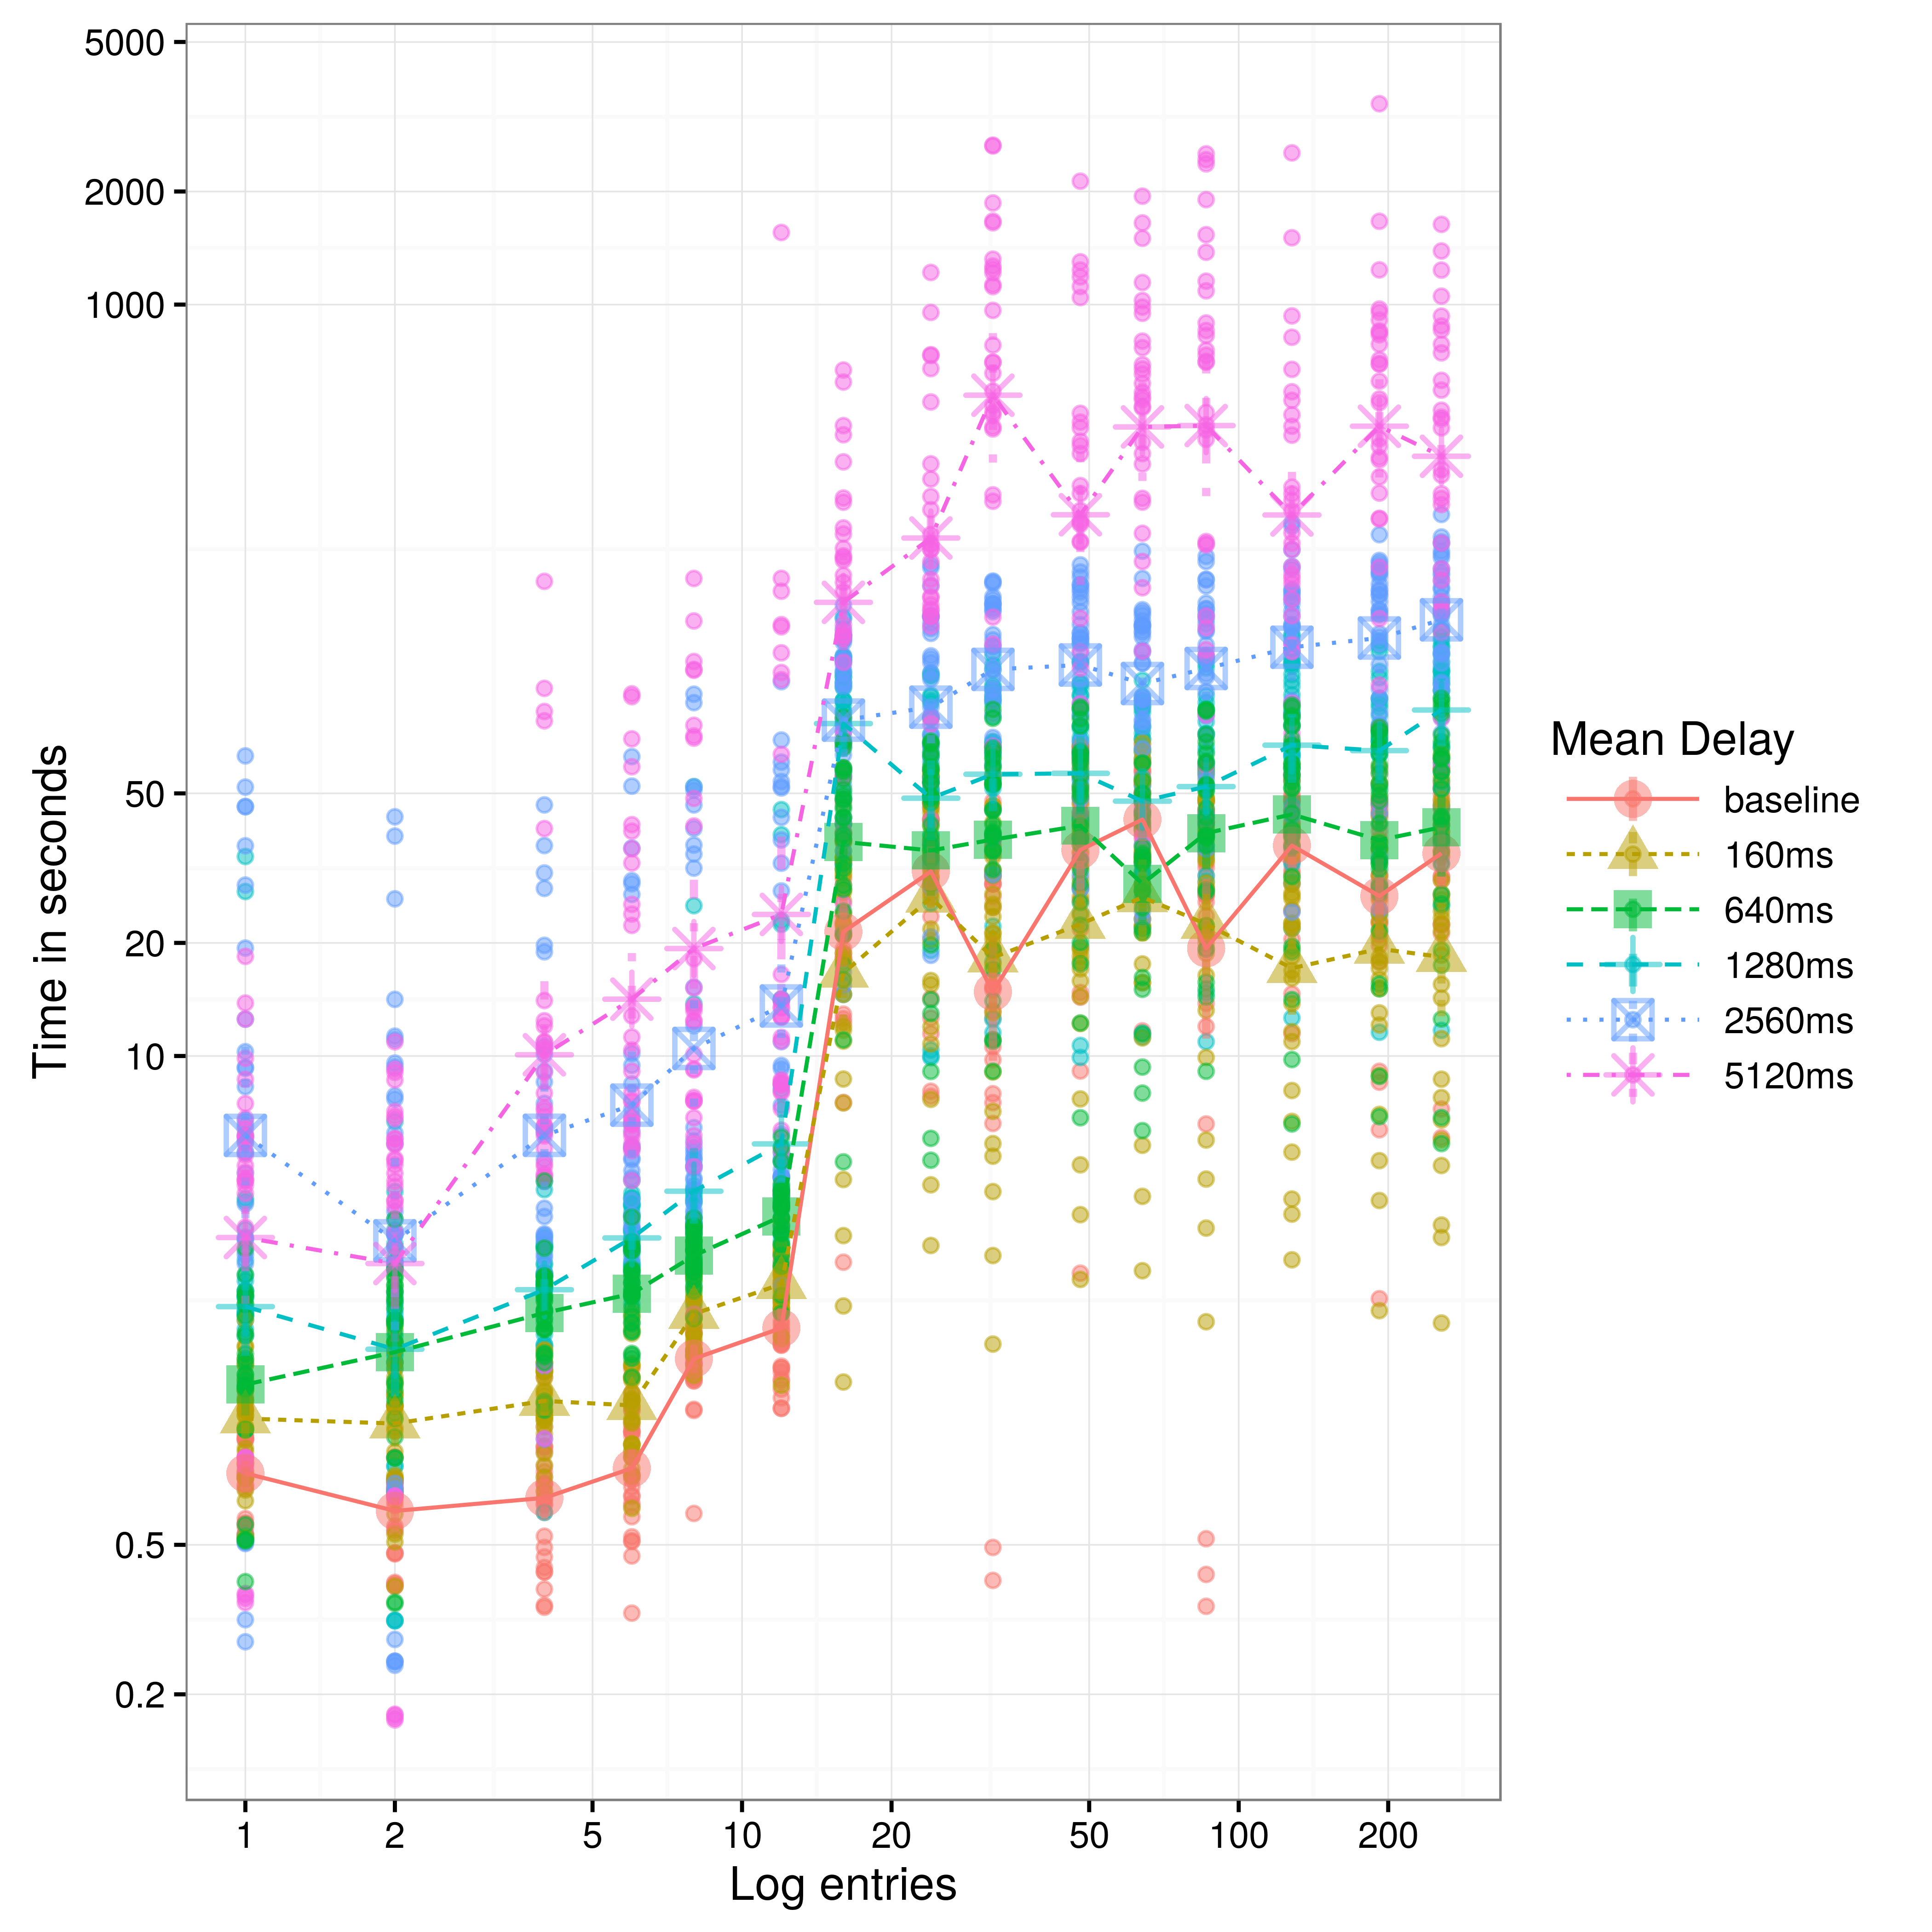 5000
2000
1000
50
20
10
0.5
0.2
Time in seconds
1 2 5 10 20 50 100 200
Log entries
Mean Delay
baseline
160ms
640ms
1280ms
2560ms
5120ms